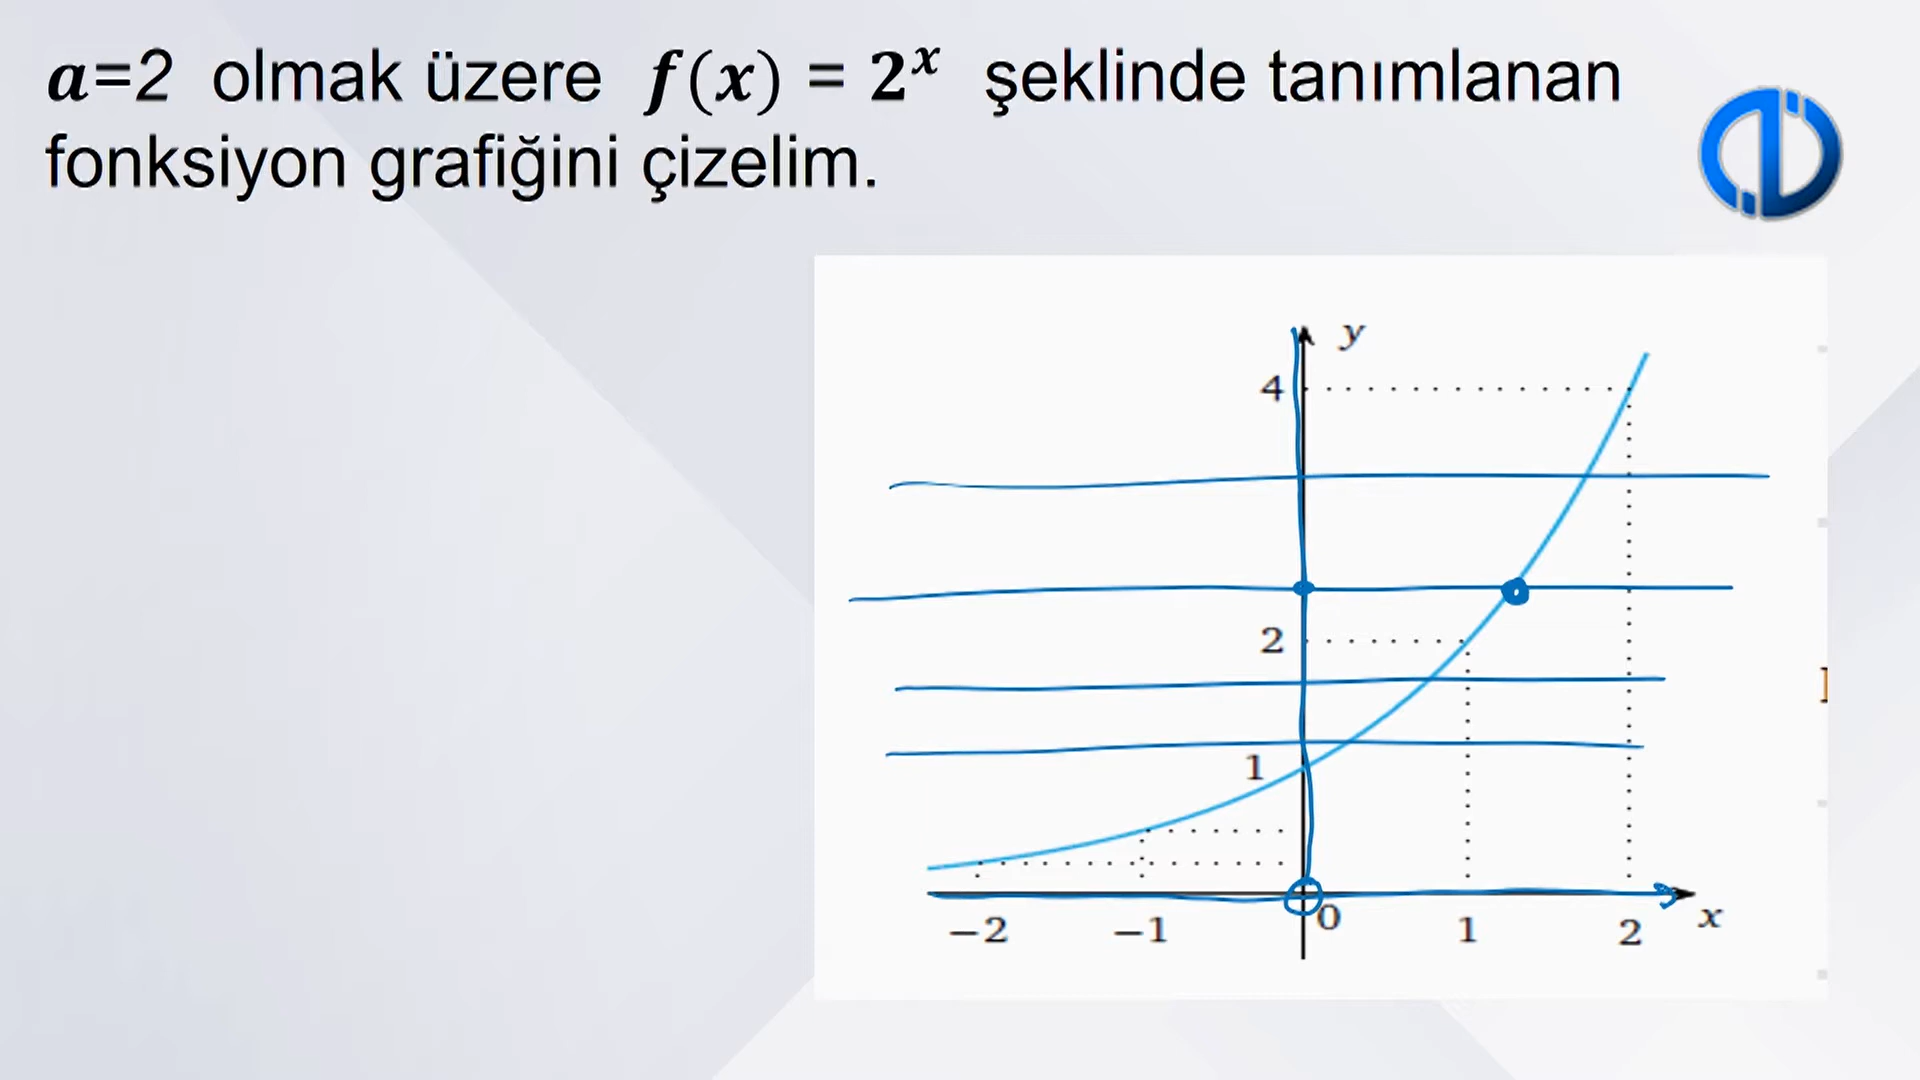 a=2 olmak üzere f(x) = 2^x şeklinde tanımlanan
fonksiyon grafiğini çizelim.
y
4
2
1
−2 −1 0 1 2 x